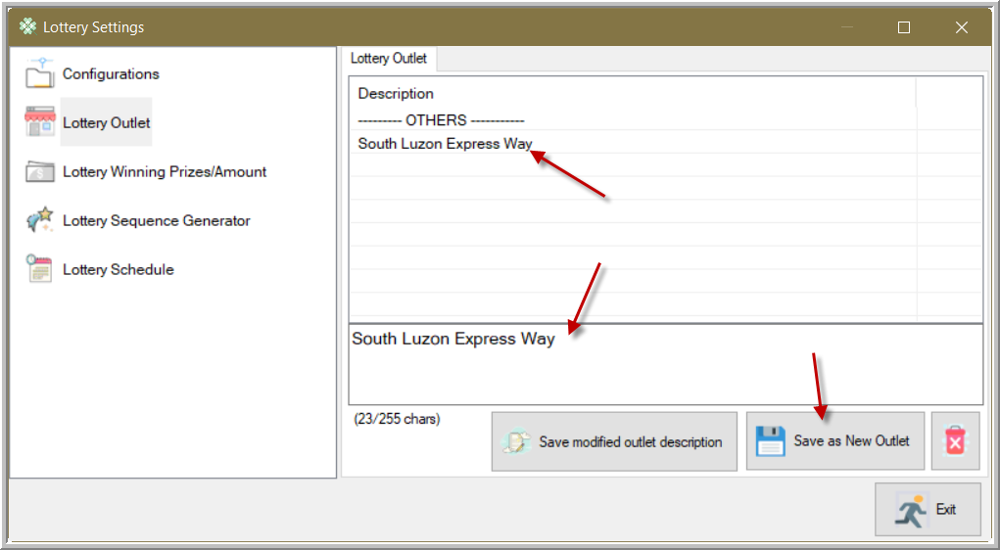 Lottery Settings
Configurations
Lottery Outlet
Lottery Winning Prizes/Amount
Lottery Sequence Generator
Lottery Schedule
Lottery Outlet
Description
--------- OTHERS -----------
South Luzon Express Way
South Luzon Express Way
(23/255 chars)
Save modified outlet description
Save as New Outlet
Exit